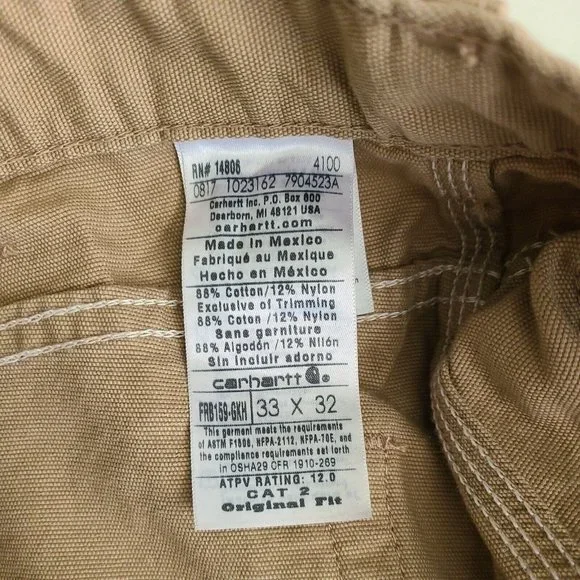 RN# 14806 4100
0817 1023162 7904523A
Carhartt Inc. P.O. Box 600
Dearborn, MI 48121 USA
carhartt.com
Made in Mexico
Fabriqué au Mexique
Hecho en México
88% Cotton/12% Nylon
Exclusive of Trimming
88% Coton /12% Nylon
Sans garniture
88% Algodón /12% Nilón
Sin incluir adorno
carhartt
FRB159-GKH 33 X 32
This garment meets the requirements
of ASTM F1506, NFPA-2112, NFPA-70E, and
the compliance requirements set forth
in OSHA29 CFR 1910-269
ATPV RATING: 12.0
CAT 2
Original Fit